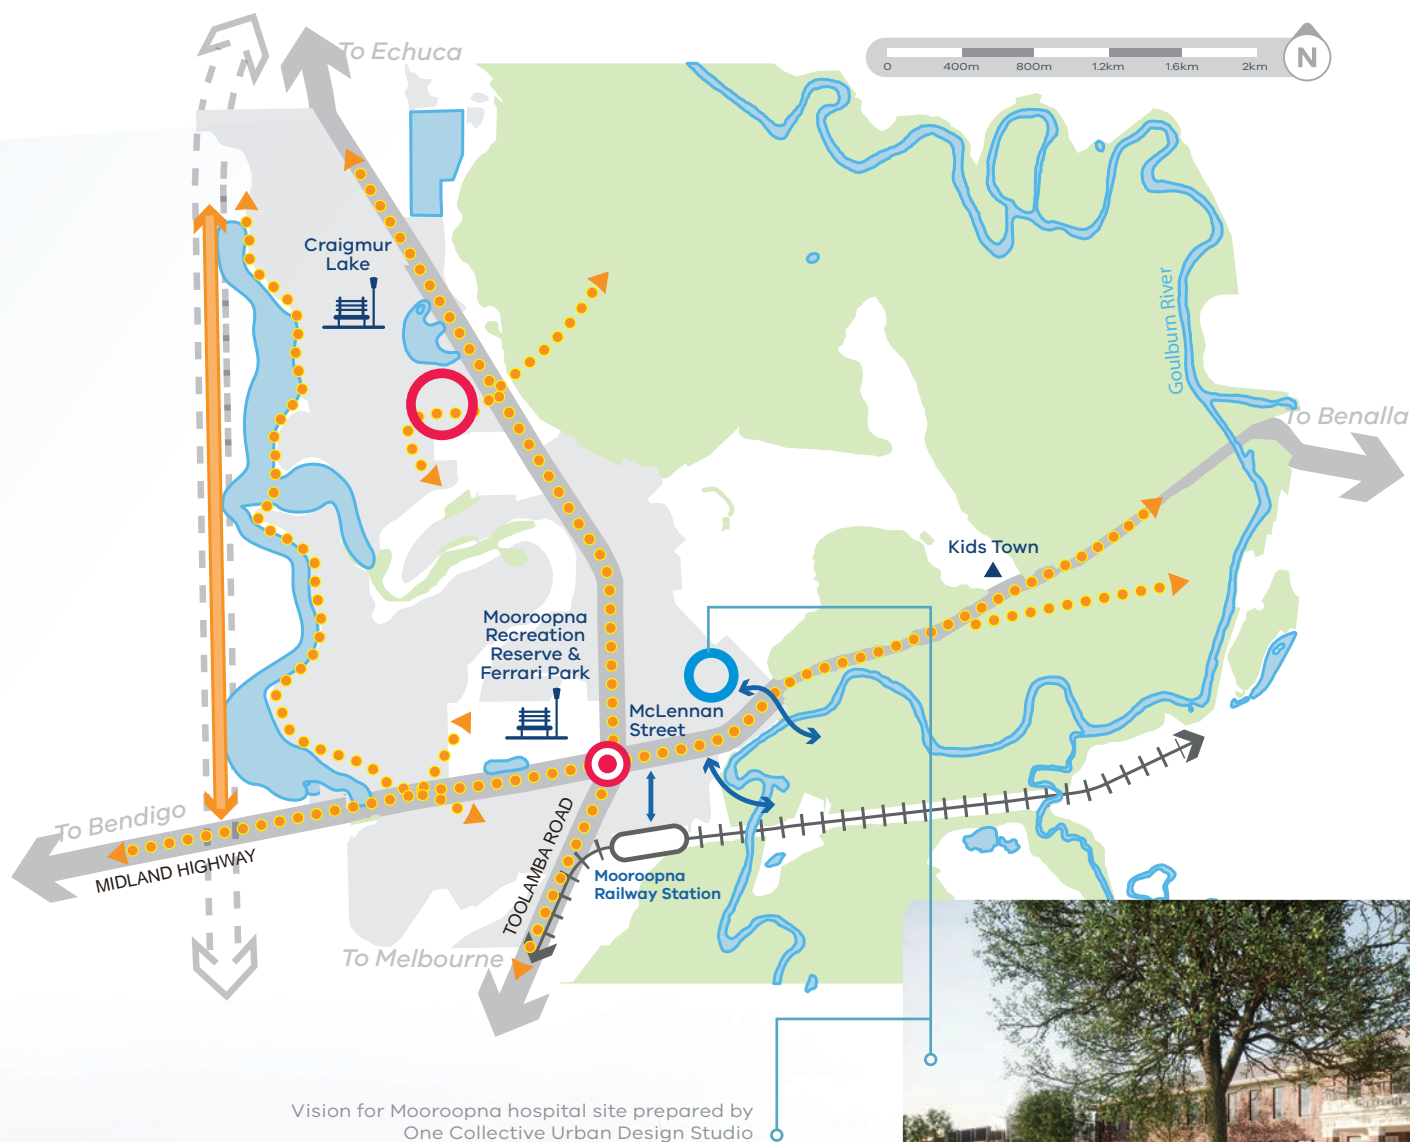 To Echuca
0 400m 800m 1.2km 1.6km 2km
N
Craigmur
Lake
Goulburn River
To Benalla
Kids Town
Mooroopna
Recreation
Reserve &
Ferrari Park
McLennan
Street
To Bendigo
MIDLAND HIGHWAY
TOOLAMBA ROAD
Mooroopna
Railway Station
To Melbourne
Vision for Mooroopna hospital site prepared by
One Collective Urban Design Studio